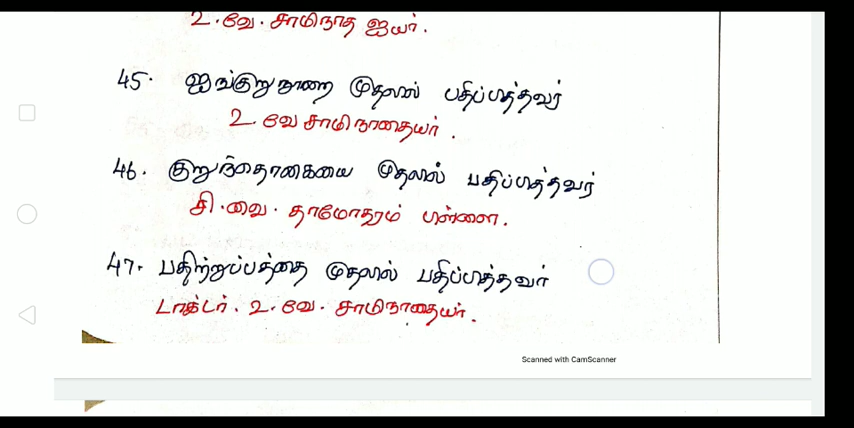 உ.வே. சாமிநாத ஐயர்.
45. ஐங்குறுநூறை முதலில் பதிப்பித்தவர்
உ.வே சாமிநாதையர்.
46. குறுந்தொகையை முதலில் பதிப்பித்தவர்
சி.வை. தாமோதரம் பிள்ளை.
47. பதிற்றுப்பத்தை முதலில் பதிப்பித்தவர்
டாக்டர். உ.வே. சாமிநாதையர்.
Scanned with CamScanner